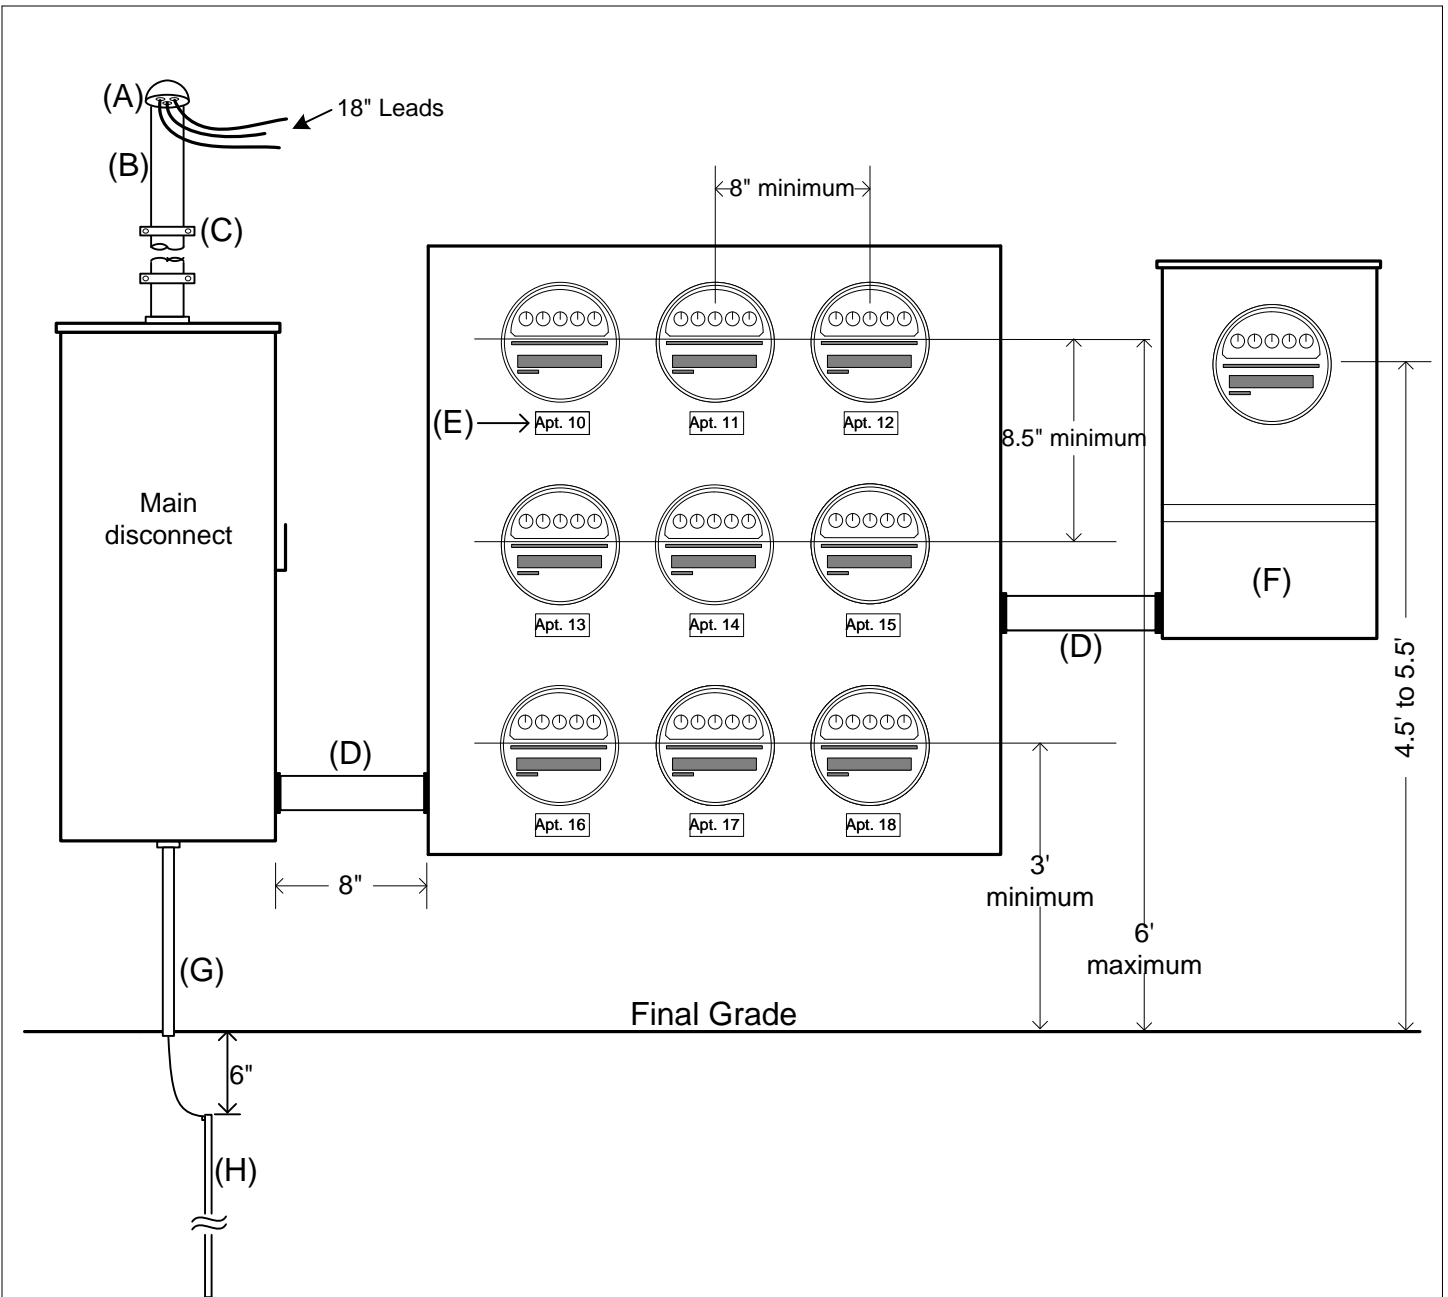 (A)
18" Leads
(B)
8" minimum
(C)
Apt. 10
Apt. 11
Apt. 12
(E)
8.5" minimum
Main
disconnect
(F)
Apt. 13
Apt. 14
Apt. 15
(D)
4.5' to 5.5'
(D)
Apt. 16
Apt. 17
Apt. 18
8"
3'
minimum
6'
maximum
(G)
Final Grade
6"
(H)